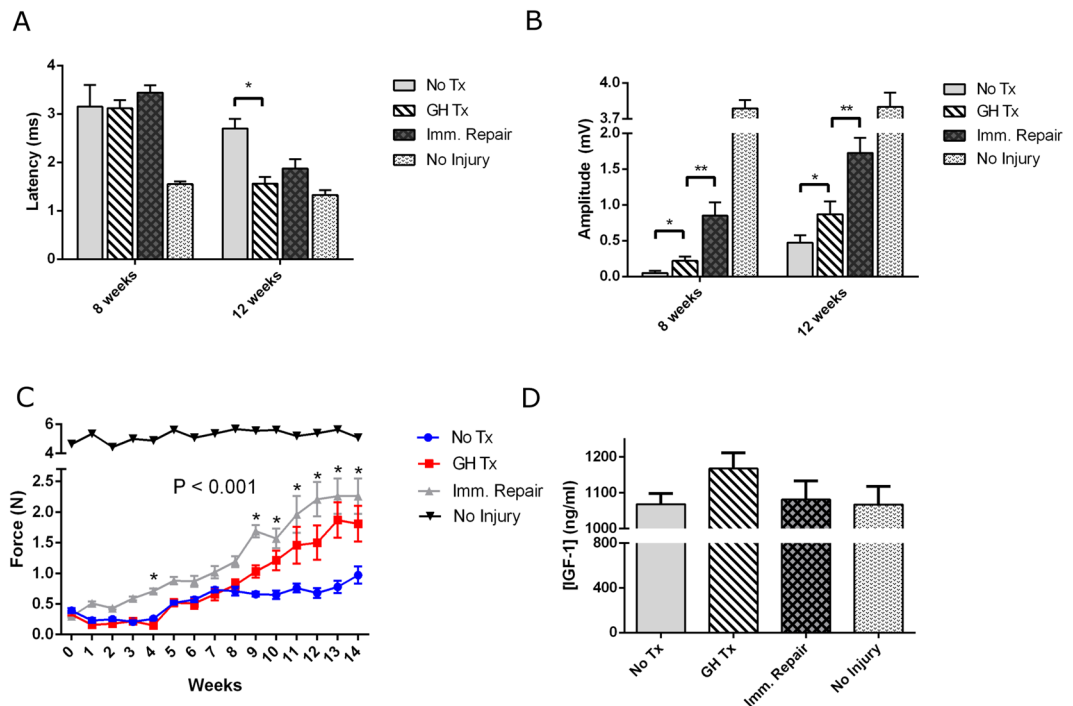 A
Latency (ms)
4
3
2
1
0
*
8 weeks
12 weeks
No Tx
GH Tx
Imm. Repair
No Injury
B
Amplitude (mV)
4.0
3.7
2.0
1.5
1.0
0.5
0.0
*
**
*
**
8 weeks
12 weeks
No Tx
GH Tx
Imm. Repair
No Injury
C
Force (N)
6
4
2.5
2.0
1.5
1.0
0.5
0.0
P < 0.001
* * * * * * *
0 1 2 3 4 5 6 7 8 9 10 11 12 13 14
Weeks
No Tx
GH Tx
Imm. Repair
No Injury
D
[IGF-1] (ng/ml)
1200
1100
1000
800
400
0
No Tx
GH Tx
Imm. Repair
No Injury